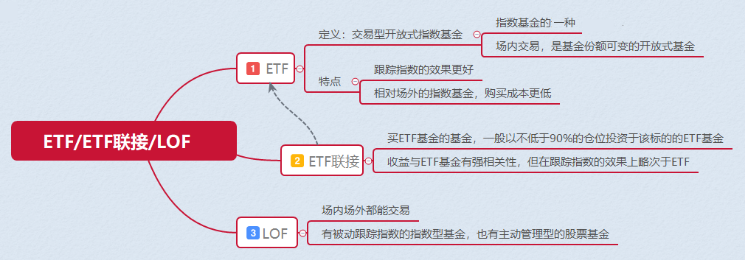 ETF/ETF联接/LOF
1 ETF
定义：交易型开放式指数基金
指数基金的 一种
场内交易，是基金份额可变的开放式基金
特点
跟踪指数的效果更好
相对场外的指数基金，购买成本更低
2 ETF联接
买ETF基金的基金，一般以不低于90%的仓位投资于该标的的ETF基金
收益与ETF基金有强相关性，但在跟踪指数的效果上略次于ETF
3 LOF
场内场外都能交易
有被动跟踪指数的指数型基金，也有主动管理型的股票基金